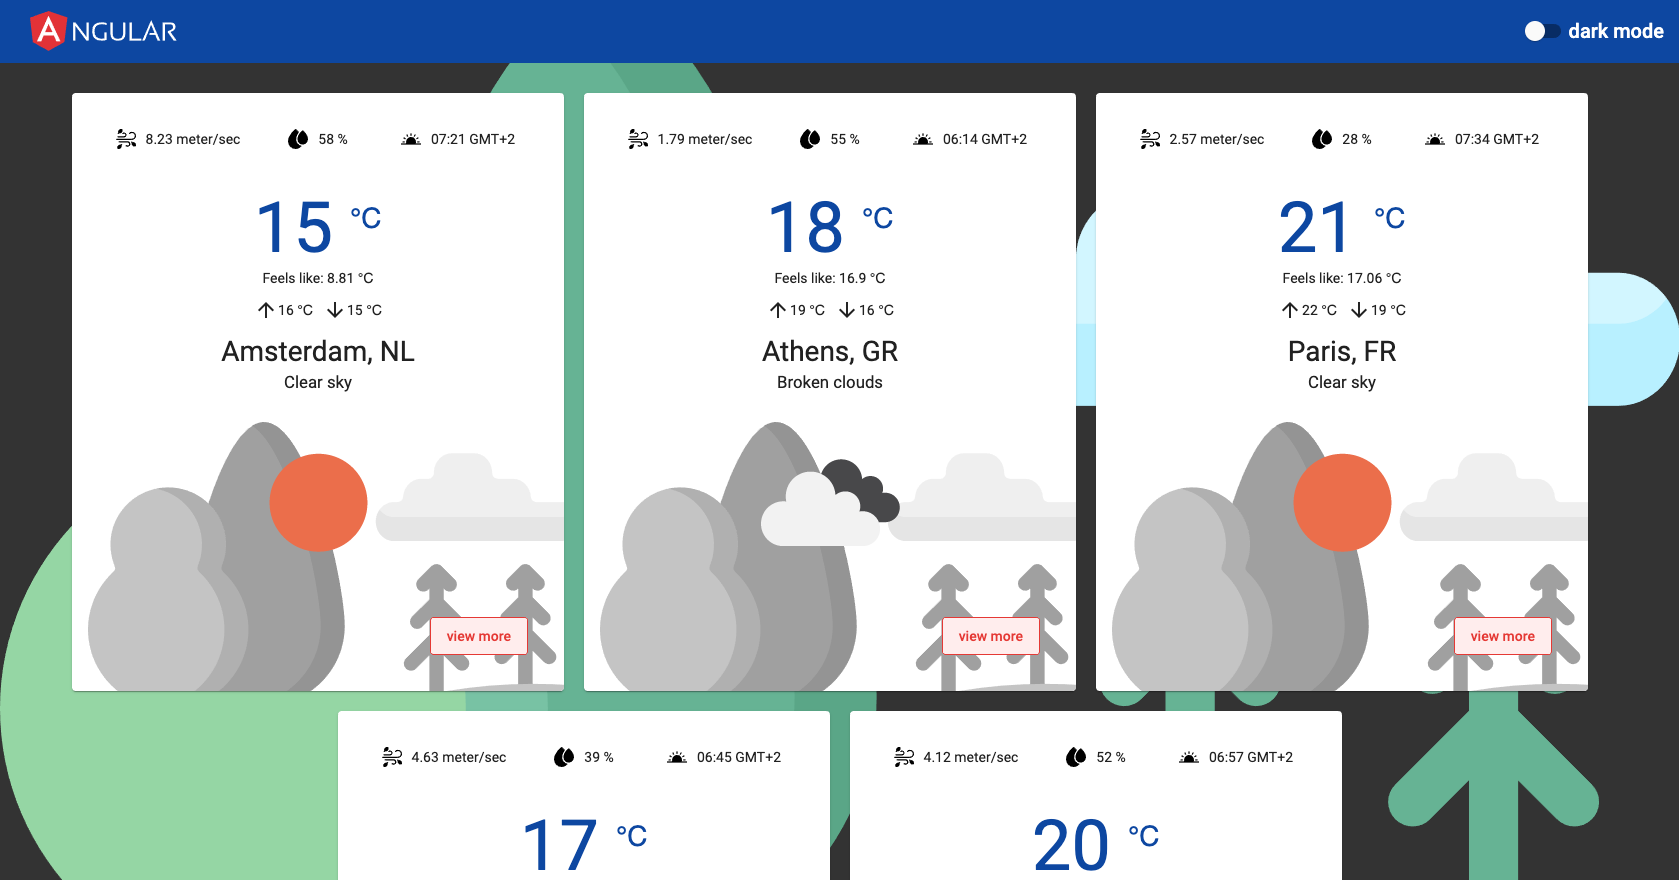 ANGULAR
dark mode
8.23 meter/sec 58 % 07:21 GMT+2
15 °C
Feels like: 8.81 °C
16 °C 15 °C
Amsterdam, NL
Clear sky
view more
1.79 meter/sec 55 % 06:14 GMT+2
18 °C
Feels like: 16.9 °C
19 °C 16 °C
Athens, GR
Broken clouds
view more
2.57 meter/sec 28 % 07:34 GMT+2
21 °C
Feels like: 17.06 °C
22 °C 19 °C
Paris, FR
Clear sky
view more
4.63 meter/sec 39 % 06:45 GMT+2
17 °C
4.12 meter/sec 52 % 06:57 GMT+2
20 °C